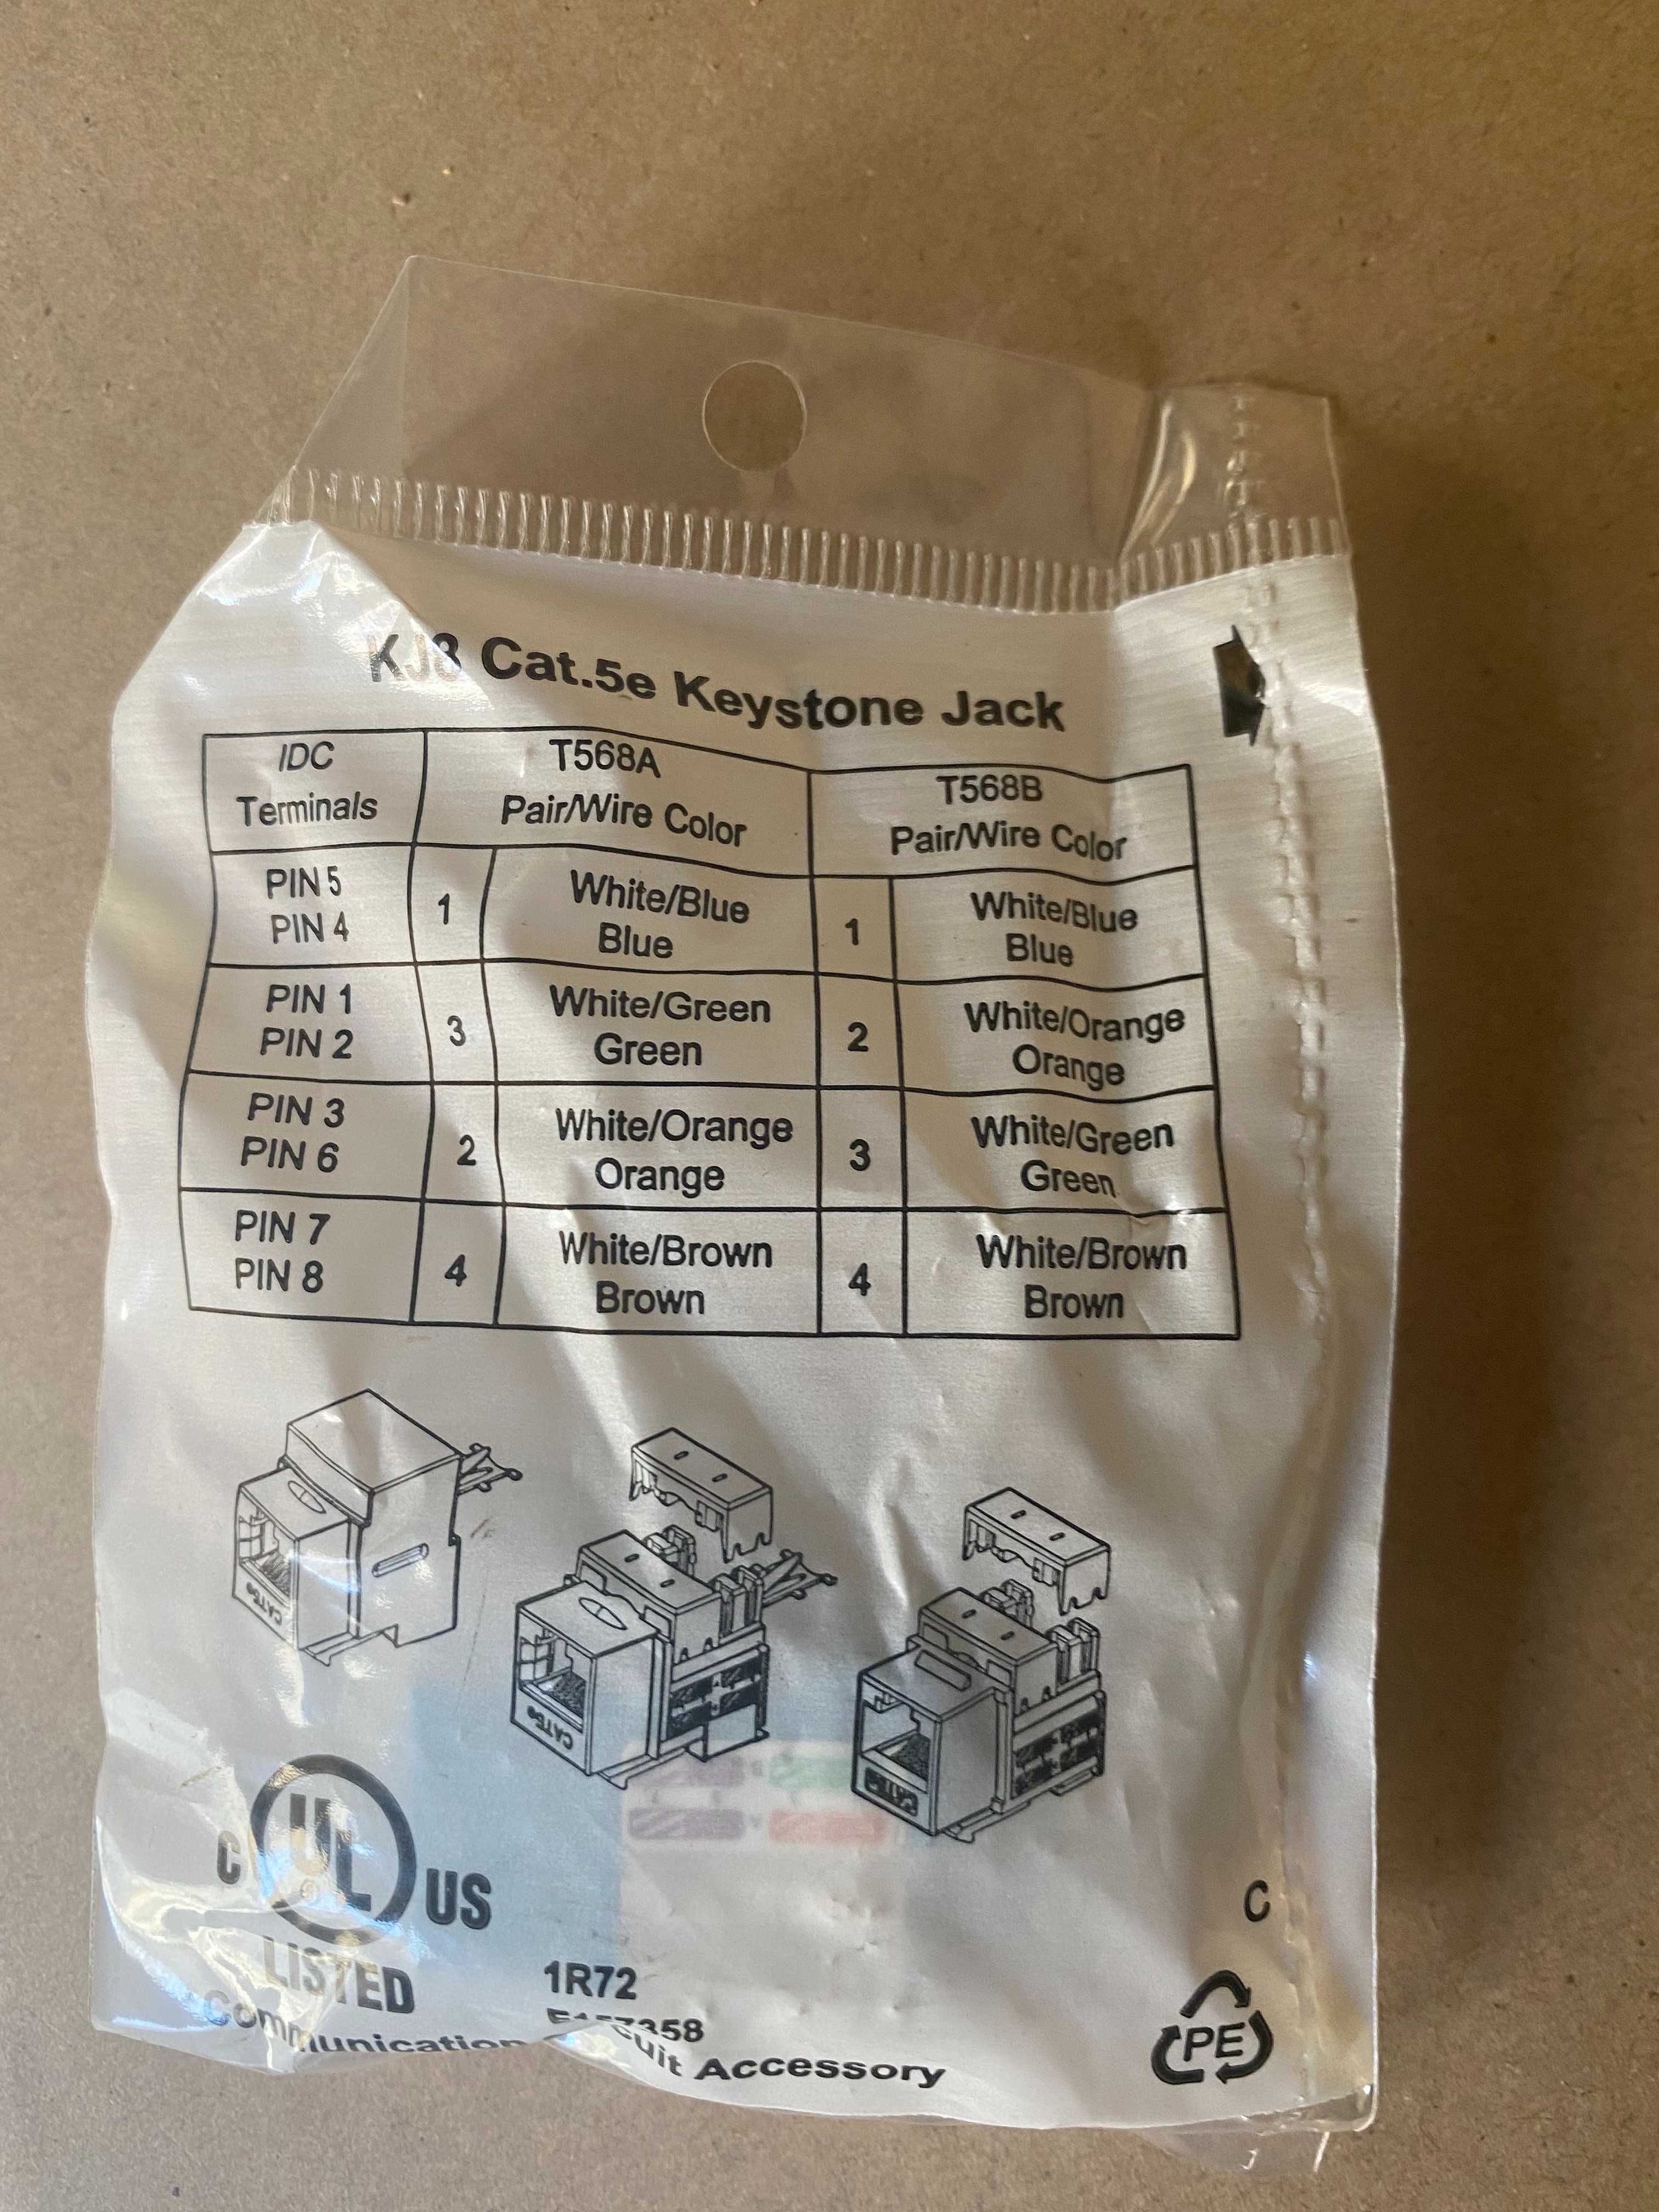 KJ8 Cat.5e Keystone Jack
IDC Terminals T568A Pair/Wire Color T568B Pair/Wire Color
PIN 5 1 White/Blue 1 White/Blue
PIN 4 Blue Blue
PIN 1 3 White/Green 2 White/Orange
PIN 2 Green Orange
PIN 3 2 White/Orange 3 White/Green
PIN 6 Orange Green
PIN 7 4 White/Brown 4 White/Brown
PIN 8 Brown Brown
CAT5e
CAT5e
C UL US
®
LISTED
1R72
Communication Accessory
C
PE